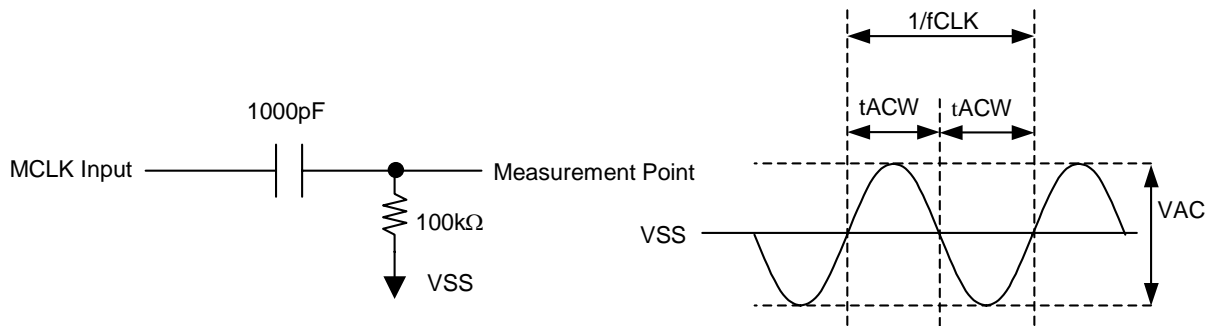 1/fCLK
1000pF
tACW
tACW
MCLK Input
Measurement Point
100kΩ
VSS
VSS
VAC